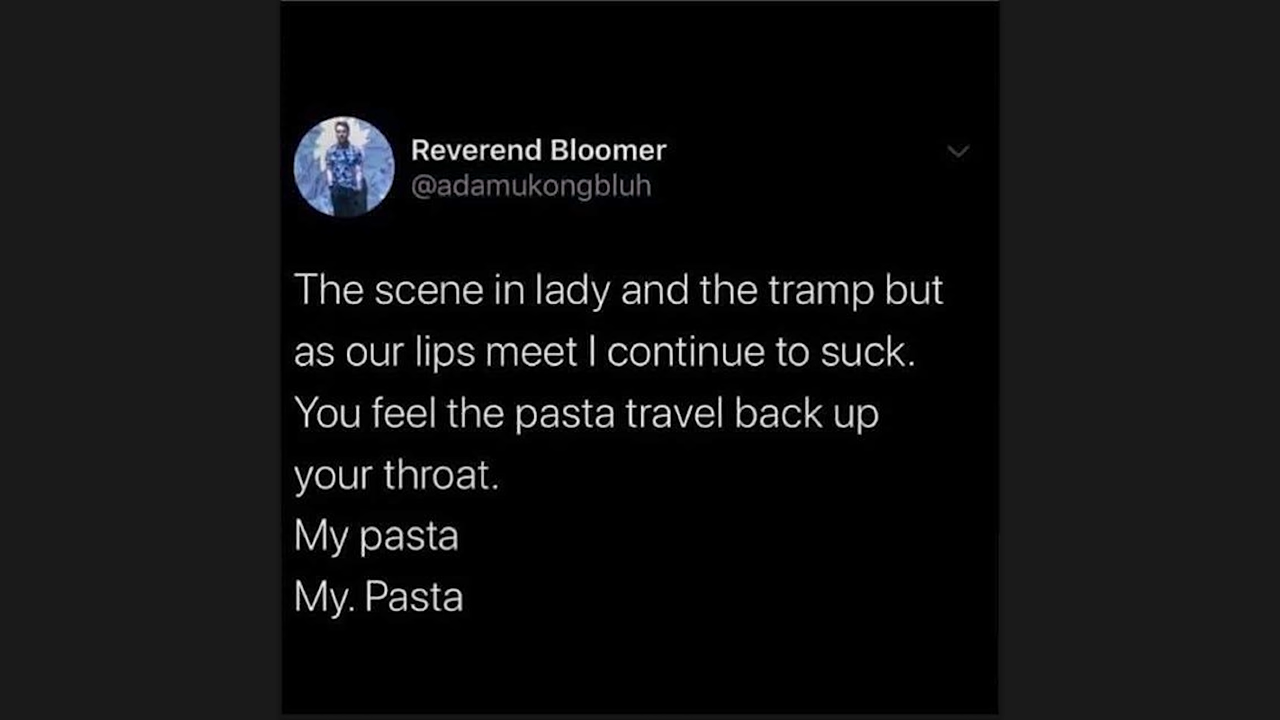 Reverend Bloomer
@adamukongbluh
The scene in lady and the tramp but
as our lips meet I continue to suck.
You feel the pasta travel back up
your throat.
My pasta
My. Pasta